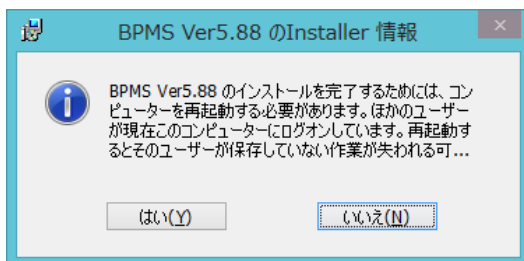 BPMS Ver5.88 のInstaller 情報
BPMS Ver5.88 のインストールを完了するためには、コン
ピューターを再起動する必要があります。ほかのユーザー
が現在このコンピューターにログオンしています。再起動す
るとそのユーザーが保存していない作業が失われる可...
はい(Y)
いいえ(N)